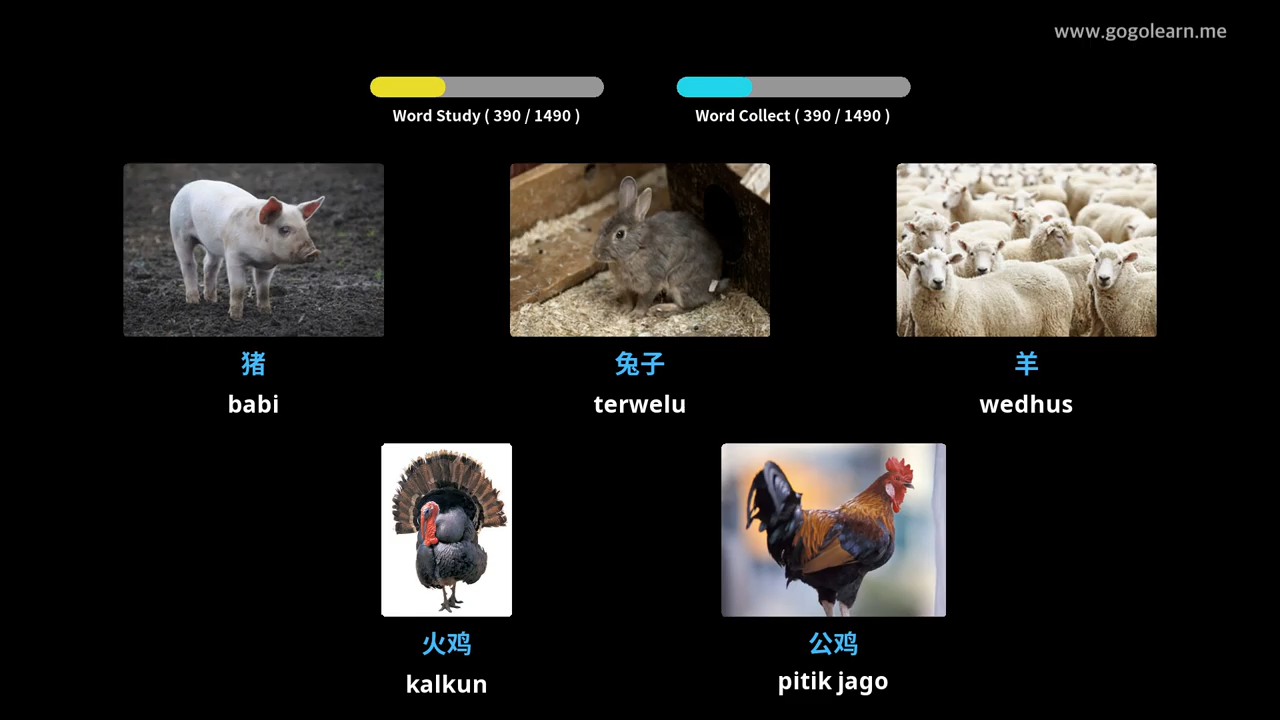 www.gogolearn.me
Word Study ( 390 / 1490 )
Word Collect ( 390 / 1490 )
猪
兔子
羊
babi
terwelu
wedhus
火鸡
公鸡
kalkun
pitik jago